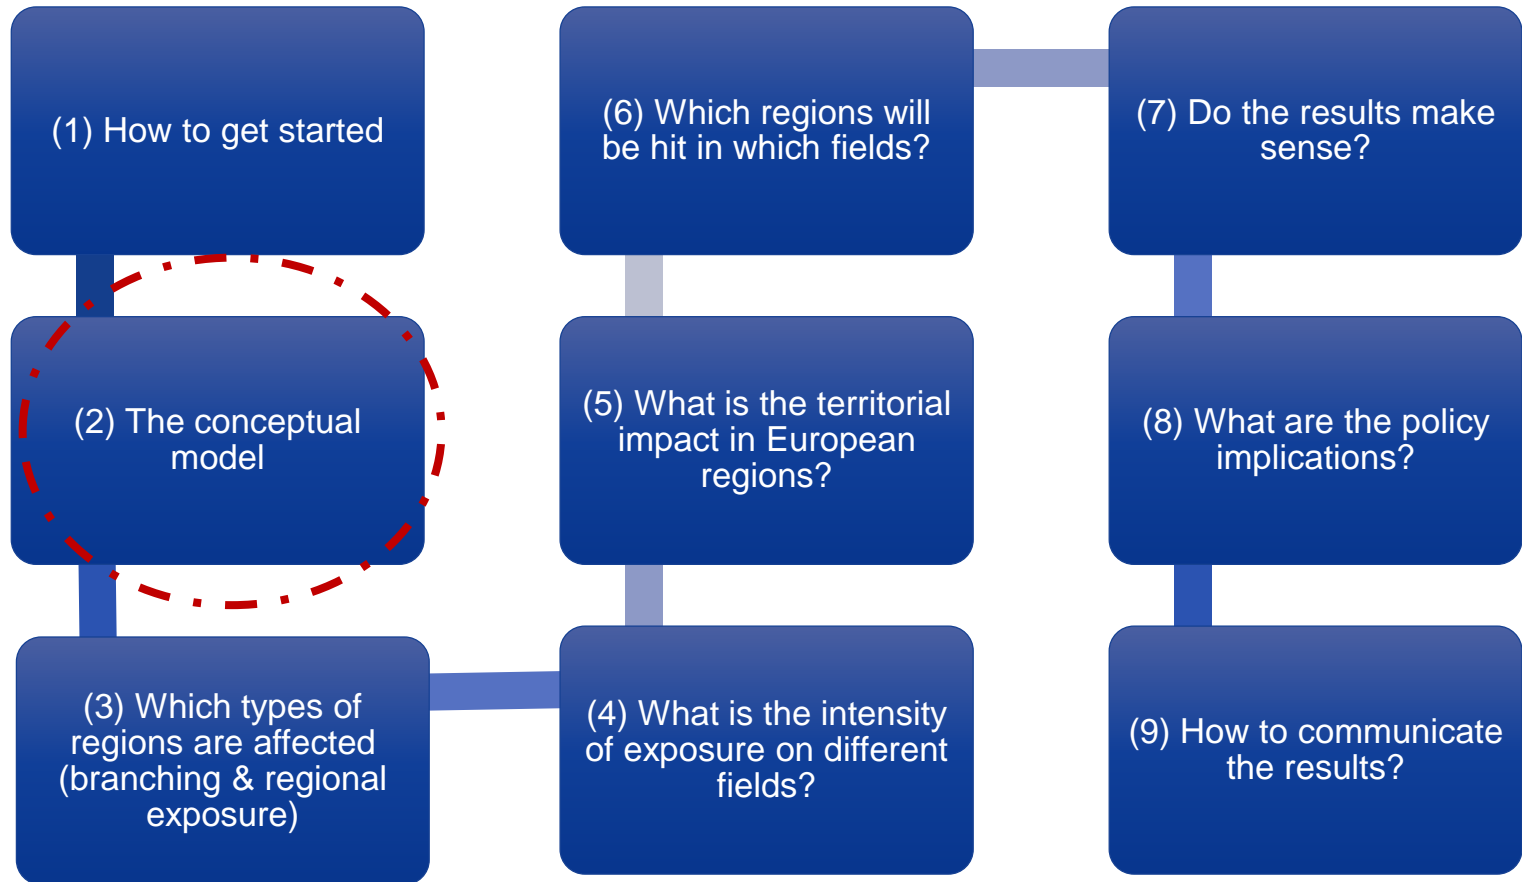 (1) How to get started
(2) The conceptual
model
(3) Which types of
regions are affected
(branching & regional
exposure)
(4) What is the intensity
of exposure on different
fields?
(5) What is the territorial
impact in European
regions?
(6) Which regions will
be hit in which fields?
(7) Do the results make
sense?
(8) What are the policy
implications?
(9) How to communicate
the results?